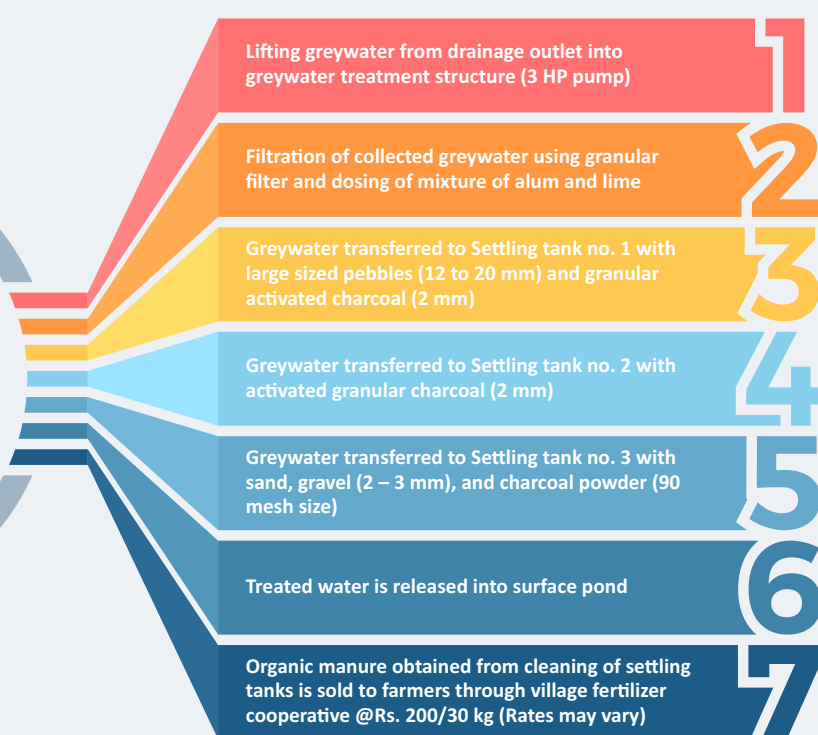 Lifting greywater from drainage outlet into
greywater treatment structure (3 HP pump)
1
Filtration of collected greywater using granular
filter and dosing of mixture of alum and lime
2
Greywater transferred to Settling tank no. 1 with
large sized pebbles (12 to 20 mm) and granular
activated charcoal (2 mm)
3
Greywater transferred to Settling tank no. 2 with
activated granular charcoal (2 mm)
4
Greywater transferred to Settling tank no. 3 with
sand, gravel (2 – 3 mm), and charcoal powder (90
mesh size)
5
Treated water is released into surface pond
6
Organic manure obtained from cleaning of settling
tanks is sold to farmers through village fertilizer
cooperative @Rs. 200/30 kg (Rates may vary)
7